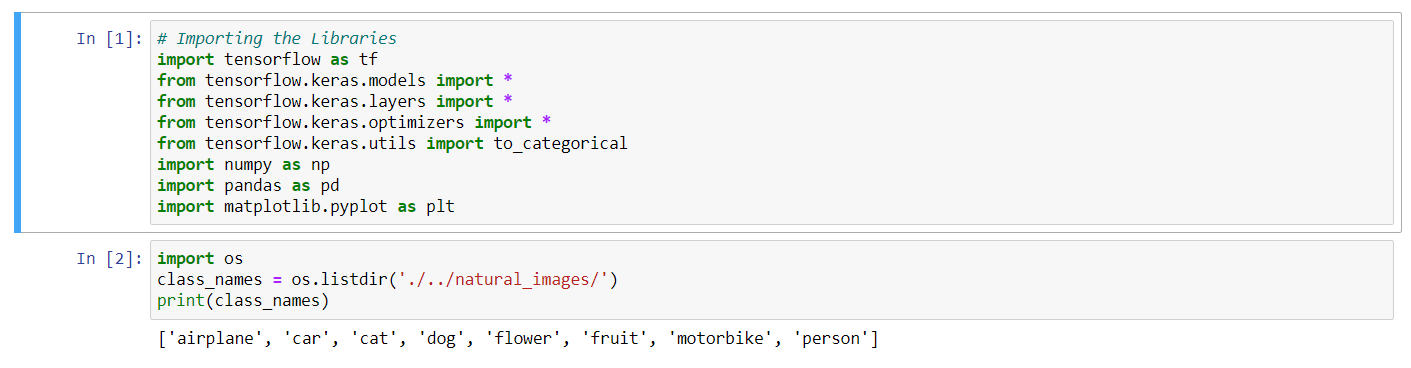 In [1]: # Importing the Libraries
import tensorflow as tf
from tensorflow.keras.models import *
from tensorflow.keras.layers import *
from tensorflow.keras.optimizers import *
from tensorflow.keras.utils import to_categorical
import numpy as np
import pandas as pd
import matplotlib.pyplot as plt
In [2]: import os
class_names = os.listdir('./../natural_images/')
print(class_names)
['airplane', 'car', 'cat', 'dog', 'flower', 'fruit', 'motorbike', 'person']